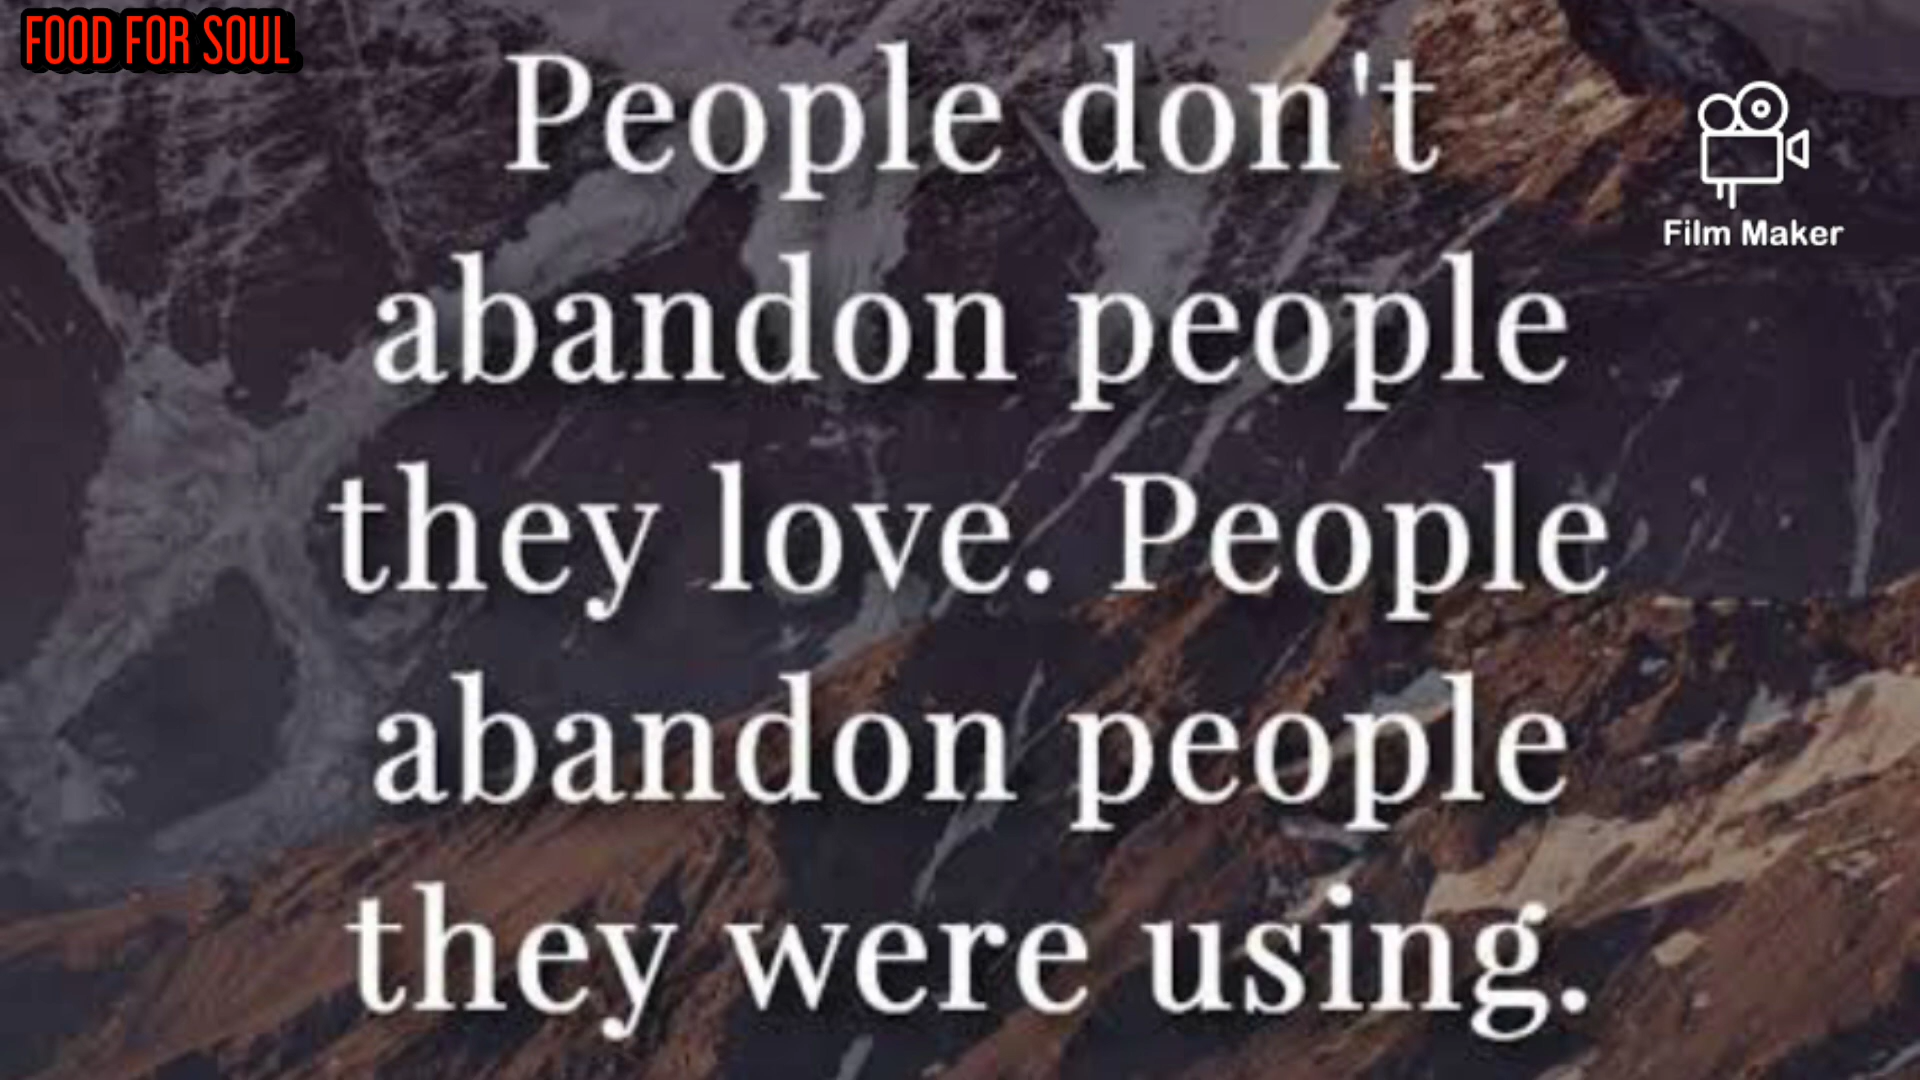 FOOD FOR SOUL
People don't
abandon people
they love. People
abandon people
they were using.
Film Maker